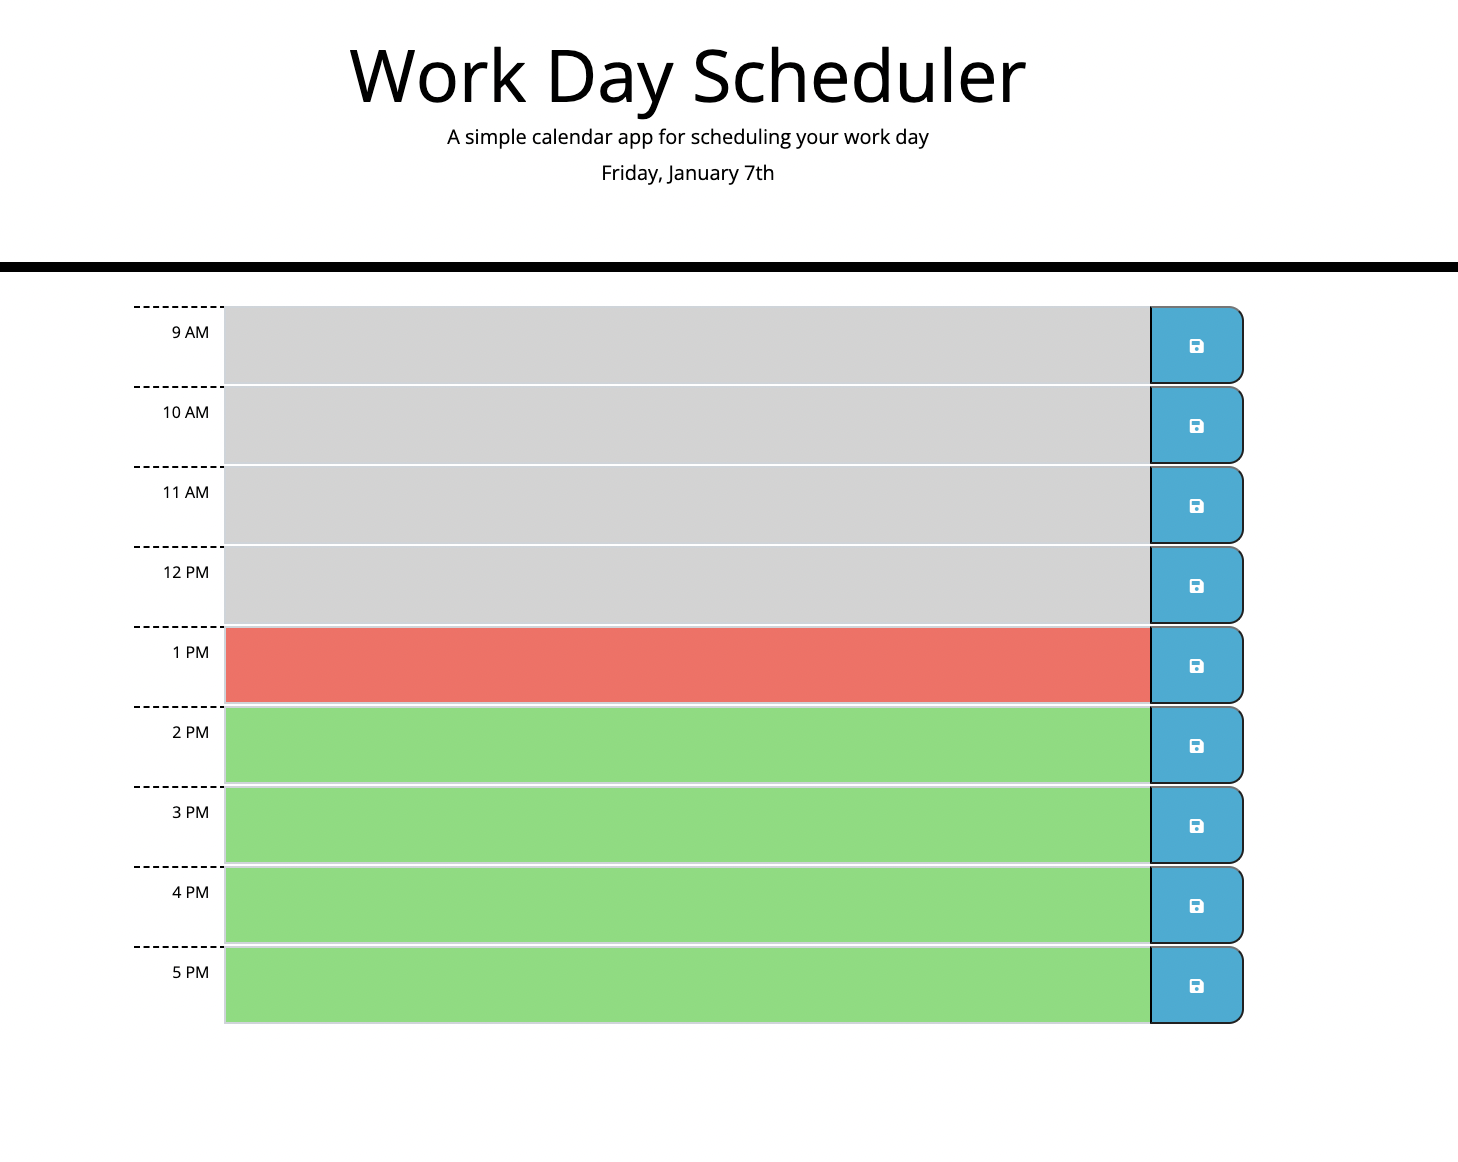 Work Day Scheduler
A simple calendar app for scheduling your work day
Friday, January 7th
9 AM
10 AM
11 AM
12 PM
1 PM
2 PM
3 PM
4 PM
5 PM